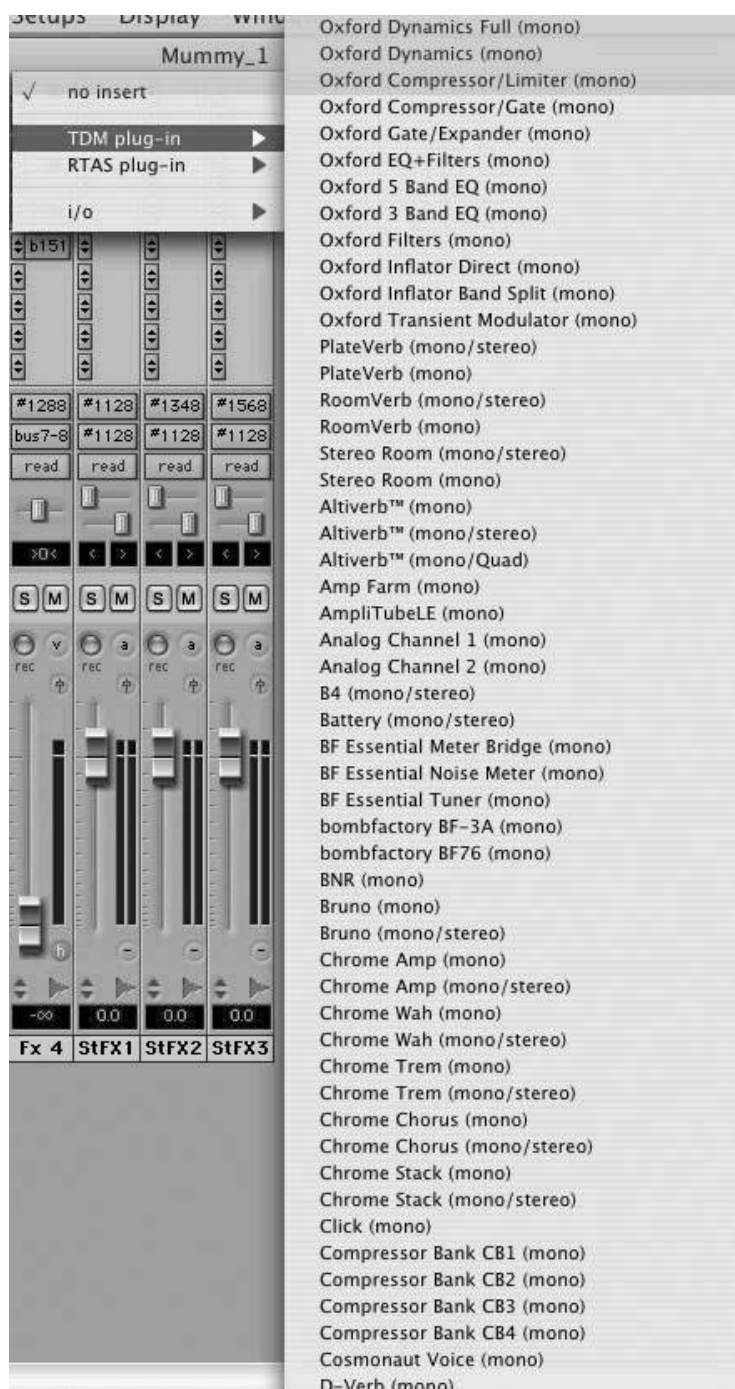 Setups Display Window
Mummy_1
√ no insert
TDM plug-in
RTAS plug-in
i/o
b151
#1288 #1128 #1348 #1568
bus7-8 #1128 #1128 #1128
read read read read
>0< < > < > < >
S M S M S M S M
v a a a
rec rec rec rec
h - - -
-∞ 0.0 0.0 0.0
Fx 4 StFX1 StFX2 StFX3
Oxford Dynamics Full (mono)
Oxford Dynamics (mono)
Oxford Compressor/Limiter (mono)
Oxford Compressor/Gate (mono)
Oxford Gate/Expander (mono)
Oxford EQ+Filters (mono)
Oxford 5 Band EQ (mono)
Oxford 3 Band EQ (mono)
Oxford Filters (mono)
Oxford Inflator Direct (mono)
Oxford Inflator Band Split (mono)
Oxford Transient Modulator (mono)
PlateVerb (mono/stereo)
PlateVerb (mono)
RoomVerb (mono/stereo)
RoomVerb (mono)
Stereo Room (mono/stereo)
Stereo Room (mono)
Altiverb™ (mono)
Altiverb™ (mono/stereo)
Altiverb™ (mono/Quad)
Amp Farm (mono)
AmpliTubeLE (mono)
Analog Channel 1 (mono)
Analog Channel 2 (mono)
B4 (mono/stereo)
Battery (mono/stereo)
BF Essential Meter Bridge (mono)
BF Essential Noise Meter (mono)
BF Essential Tuner (mono)
bombfactory BF-3A (mono)
bombfactory BF76 (mono)
BNR (mono)
Bruno (mono)
Bruno (mono/stereo)
Chrome Amp (mono)
Chrome Amp (mono/stereo)
Chrome Wah (mono)
Chrome Wah (mono/stereo)
Chrome Trem (mono)
Chrome Trem (mono/stereo)
Chrome Chorus (mono)
Chrome Chorus (mono/stereo)
Chrome Stack (mono)
Chrome Stack (mono/stereo)
Click (mono)
Compressor Bank CB1 (mono)
Compressor Bank CB2 (mono)
Compressor Bank CB3 (mono)
Compressor Bank CB4 (mono)
Cosmonaut Voice (mono)
D-Verb (mono)